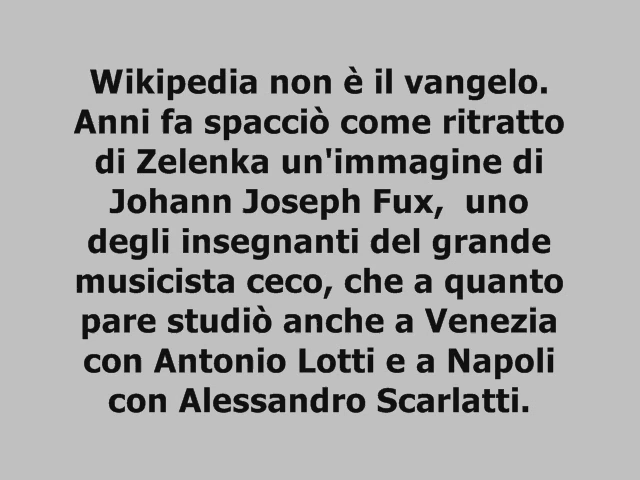 Wikipedia non è il vangelo.
Anni fa spacciò come ritratto
di Zelenka un'immagine di
Johann Joseph Fux,  uno
degli insegnanti del grande
musicista ceco, che a quanto
pare studiò anche a Venezia
con Antonio Lotti e a Napoli
con Alessandro Scarlatti.